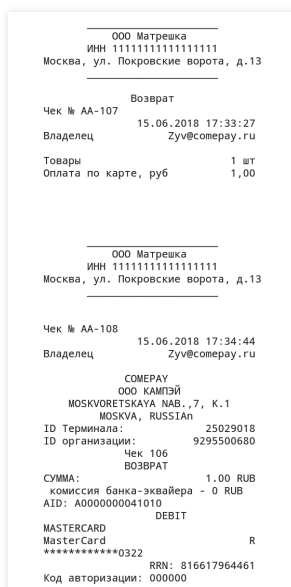 ООО Матрешка
ИНН 11111111111111111
Москва, ул. Покровские ворота, д.13
Возврат
Чек № АА-107
15.06.2018 17:33:27
Владелец Zyv@comepay.ru
Товары 1 шт
Оплата по карте, руб 1,00
ООО Матрешка
ИНН 11111111111111111
Москва, ул. Покровские ворота, д.13
Чек № АА-108
15.06.2018 17:34:44
Владелец Zyv@comepay.ru
COMEPAY
ООО КАМПЭЙ
MOSKVORETSKAYA NAB.,7, K.1
MOSKVA, RUSSIAn
ID Терминала: 25029018
ID организации: 9295500680
Чек 106
ВОЗВРАТ
СУММА: 1.00 RUB
комиссия банка-эквайера - 0 RUB
AID: A0000000041010
DEBIT
MASTERCARD
MasterCard R
************0322
RRN: 816617964461
Код авторизации: 000000